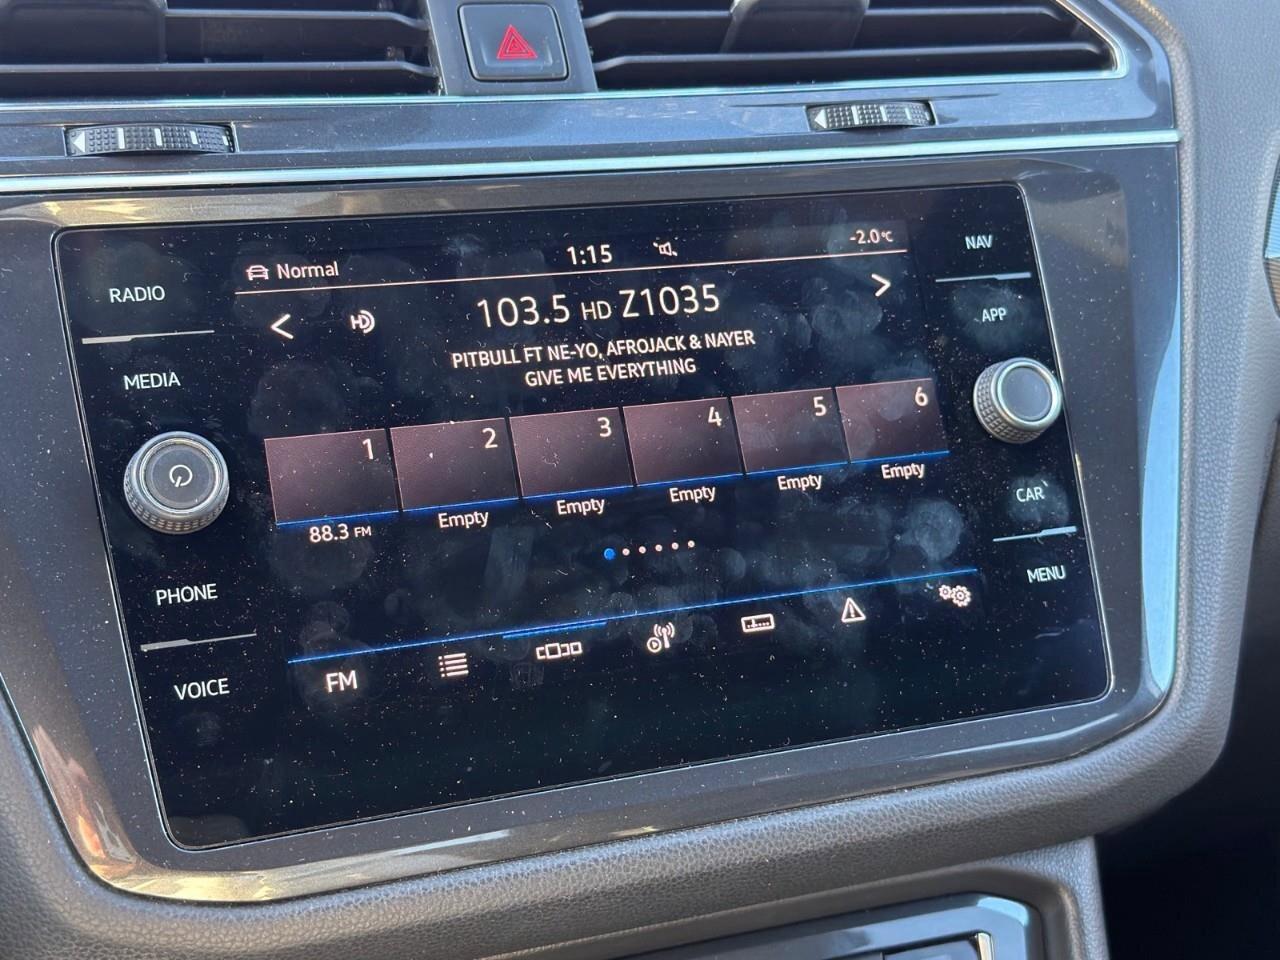 Normal
1:15
-2.0°C
NAV
RADIO
HD
103.5 HD Z1035
APP
PITBULL FT NE-YO, AFROJACK & NAYER
GIVE ME EVERYTHING
MEDIA
1
2
3
4
5
6
88.3 FM
Empty
Empty
Empty
Empty
Empty
CAR
PHONE
MENU
VOICE
FM